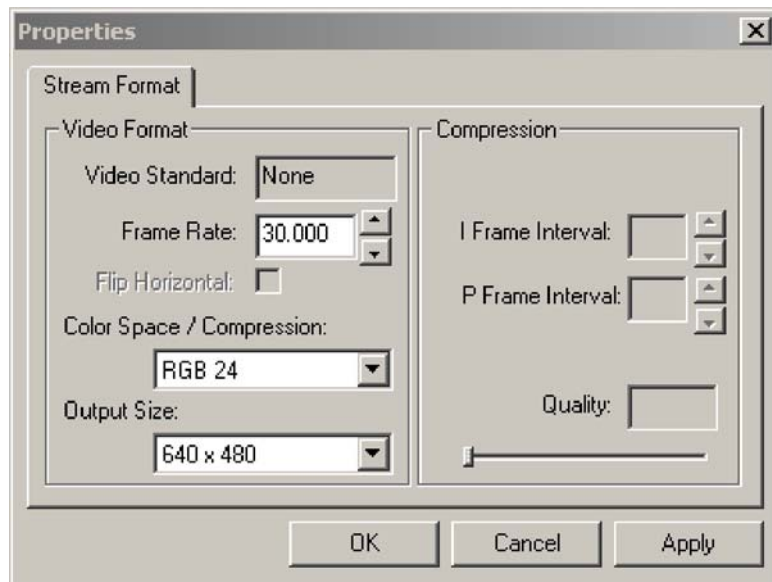 Properties
Stream Format
Video Format
Video Standard: None
Frame Rate: 30.000
Flip Horizontal:
Color Space / Compression:
RGB 24
Output Size:
640 x 480
Compression
I Frame Interval:
P Frame Interval:
Quality:
OK Cancel Apply